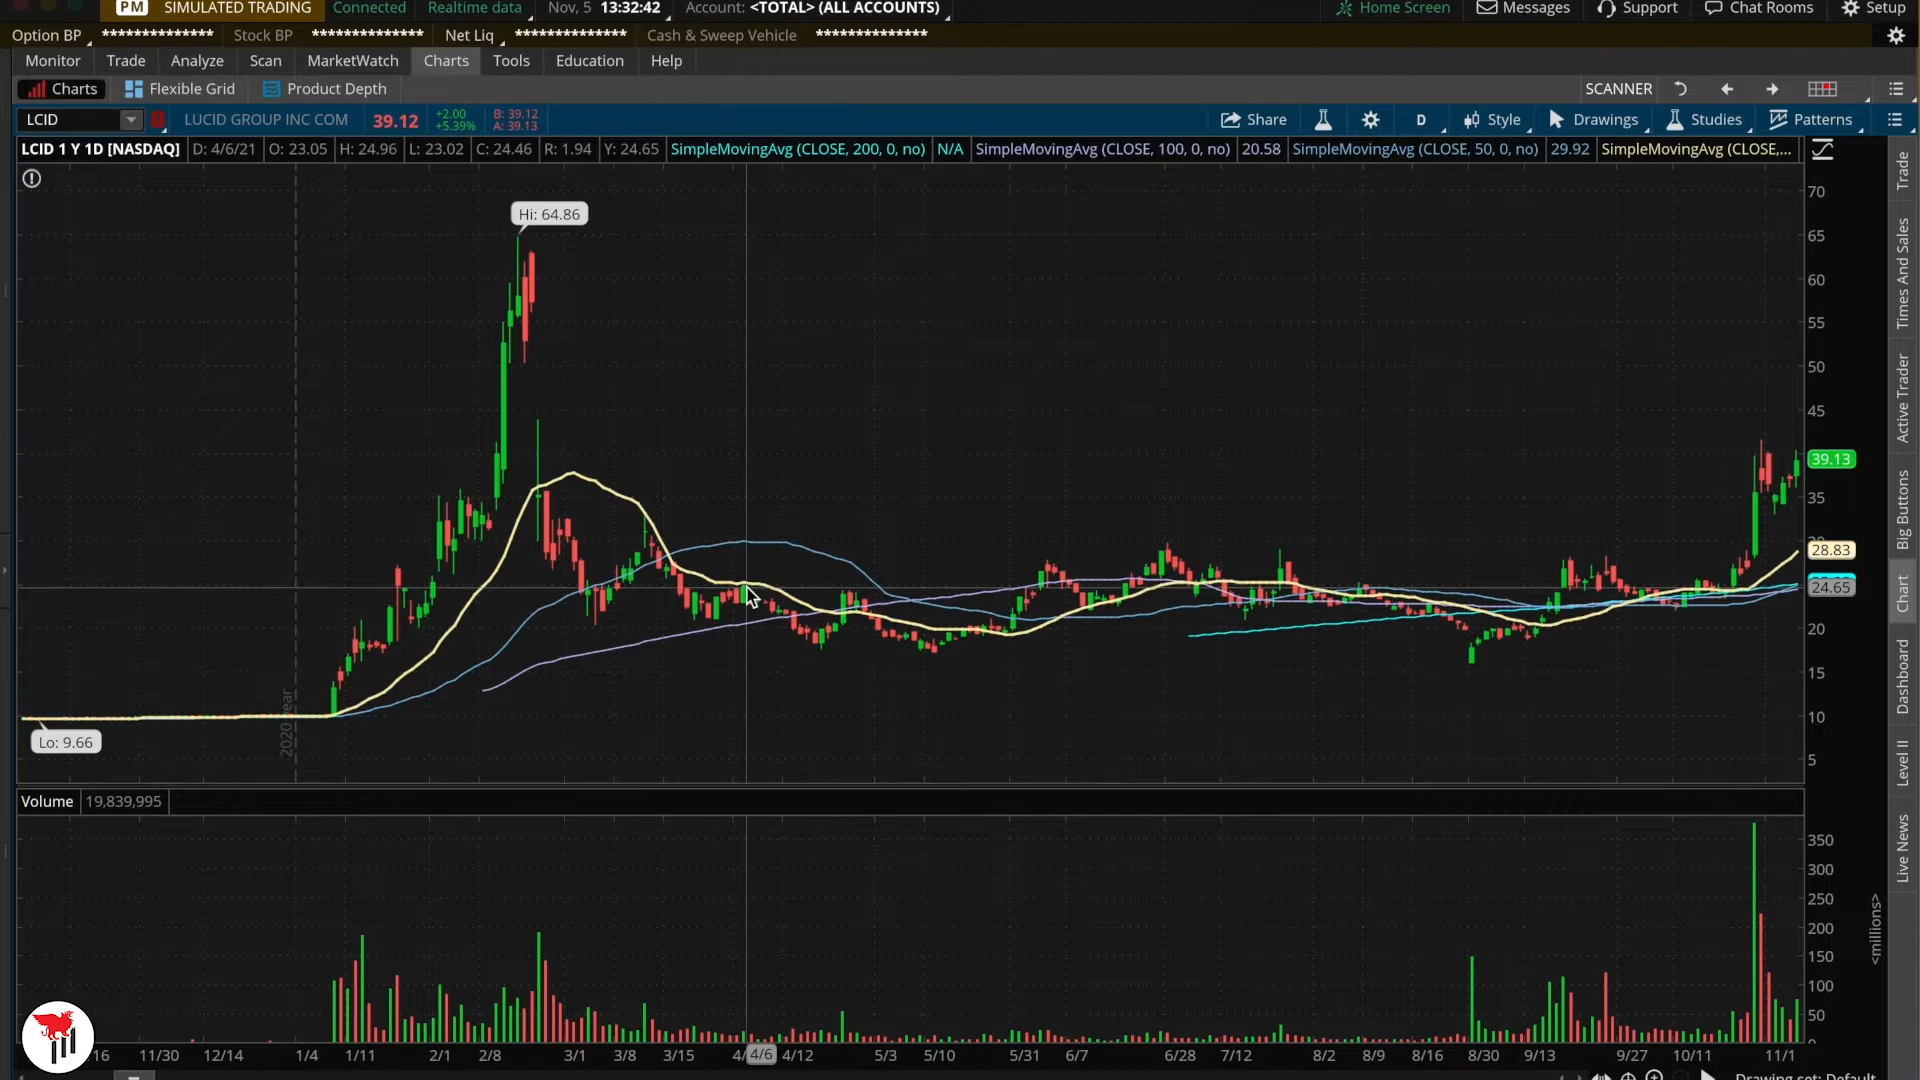 PM SIMULATED TRADING Connected Realtime data Nov, 5 13:32:42 Account: <TOTAL> (ALL ACCOUNTS) Home Screen Messages Support Chat Rooms Setup
Option BP ************** Stock BP ************** Net Liq ************** Cash & Sweep Vehicle **************
Monitor Trade Analyze Scan MarketWatch Charts Tools Education Help
Charts Flexible Grid Product Depth SCANNER
LCID LUCID GROUP INC COM 39.12 +2.00 +5.39% B: 39.12 A: 39.13 Share D Style Drawings Studies Patterns
LCID 1 Y 1D [NASDAQ] D: 4/6/21 O: 23.05 H: 24.96 L: 23.02 C: 24.46 R: 1.94 Y: 24.65 SimpleMovingAvg (CLOSE, 200, 0, no) N/A SimpleMovingAvg (CLOSE, 100, 0, no) 20.58 SimpleMovingAvg (CLOSE, 50, 0, no) 29.92 SimpleMovingAvg (CLOSE,...
70
Hi: 64.86
65
60
55
50
45
39.13
35
28.83
24.65
20
15
10
Lo: 9.66
2020 year
5
Volume 19,839,995
350
300
250
200
150
100
50
<millions>
16 11/30 12/14 1/4 1/11 2/1 2/8 3/1 3/8 3/15 4/ 4/6 4/12 5/3 5/10 5/31 6/7 6/28 7/12 8/2 8/9 8/16 8/30 9/13 9/27 10/11 11/1
Drawing set: Default
Trade
Times And Sales
Active Trader
Big Buttons
Chart
Dashboard
Level II
Live News